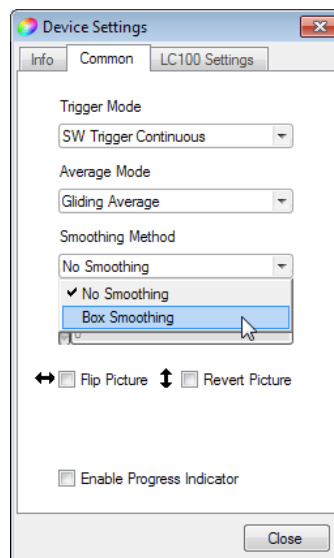 Device Settings
Info Common LC100 Settings
Trigger Mode
SW Trigger Continuous
Average Mode
Gliding Average
Smoothing Method
No Smoothing
No Smoothing
Box Smoothing
Flip Picture Revert Picture
Enable Progress Indicator
Close